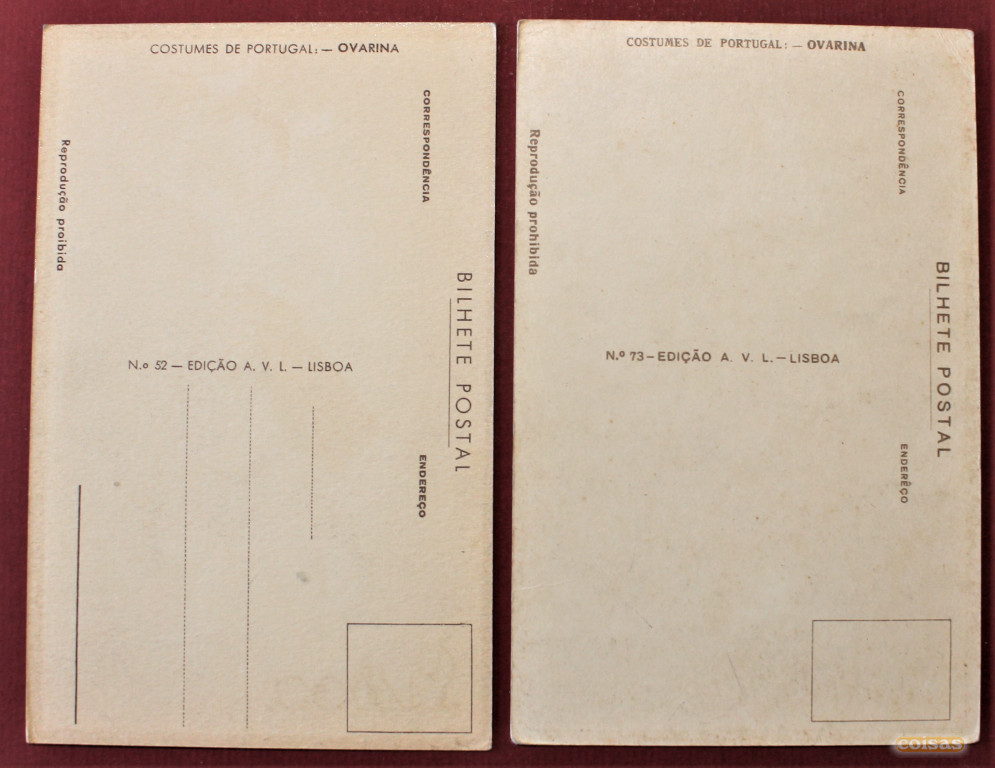 COSTUMES DE PORTUGAL: — OVARINA
CORRESPONDÊNCIA
Reprodução proibida
BILHETE POSTAL
N.o 52 — EDIÇÃO A. V. L. — LISBOA
ENDEREÇO
COSTUMES DE PORTUGAL: — OVARINA
CORRESPONDÊNCIA
Reprodução prohibida
BILHETE POSTAL
N.º 73 — EDIÇÃO A. V. L. — LISBOA
ENDERÊÇO
coisas